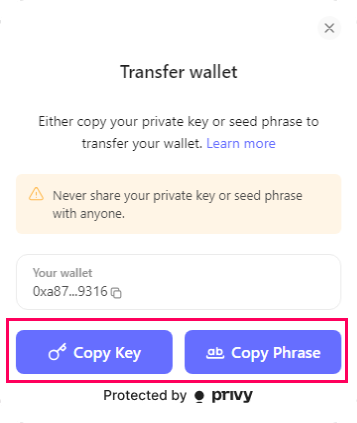 Transfer wallet
Either copy your private key or seed phrase to
transfer your wallet. Learn more
Never share your private key or seed phrase
with anyone.
Your wallet
0xa87...9316
Copy Key
ab Copy Phrase
Protected by privy